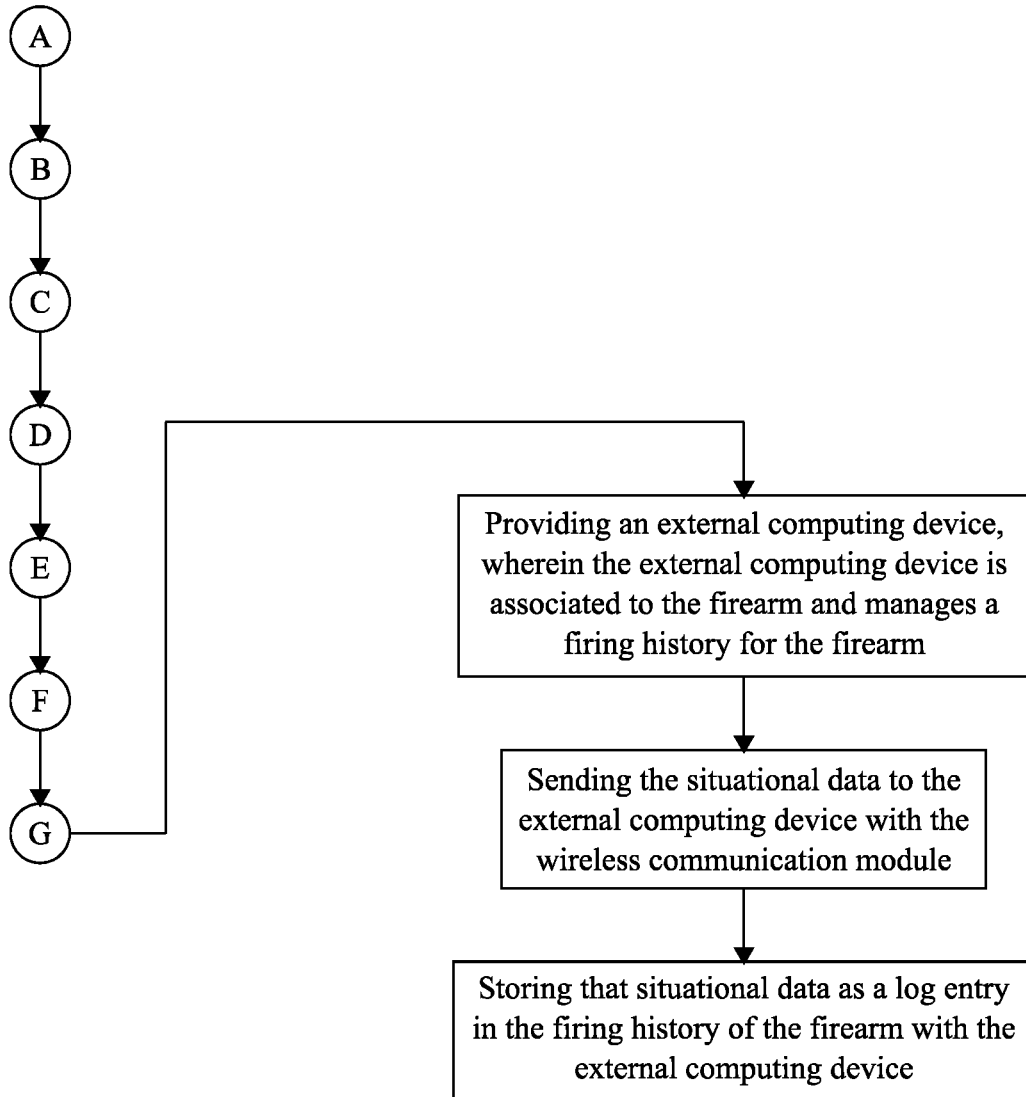 A
B
C
D
E
F
G
Providing an external computing device,
wherein the external computing device is
associated to the firearm and manages a
firing history for the firearm
Sending the situational data to the
external computing device with the
wireless communication module
Storing that situational data as a log entry
in the firing history of the firearm with the
external computing device